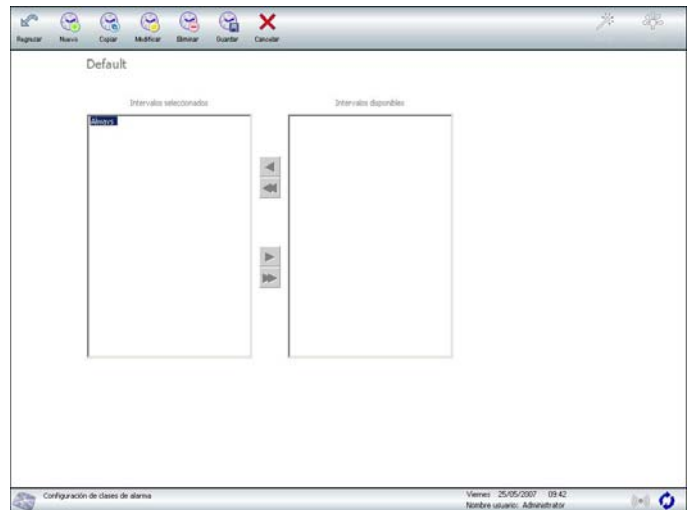 Regresar Nuevo Copiar Modificar Eliminar Guardar Cancelar
Default
Intervalos seleccionados Intervalos disponibles
Always
Configuración de clases de alarma
Viernes 25/05/2007 09:42
Nombre usuario: Administrator